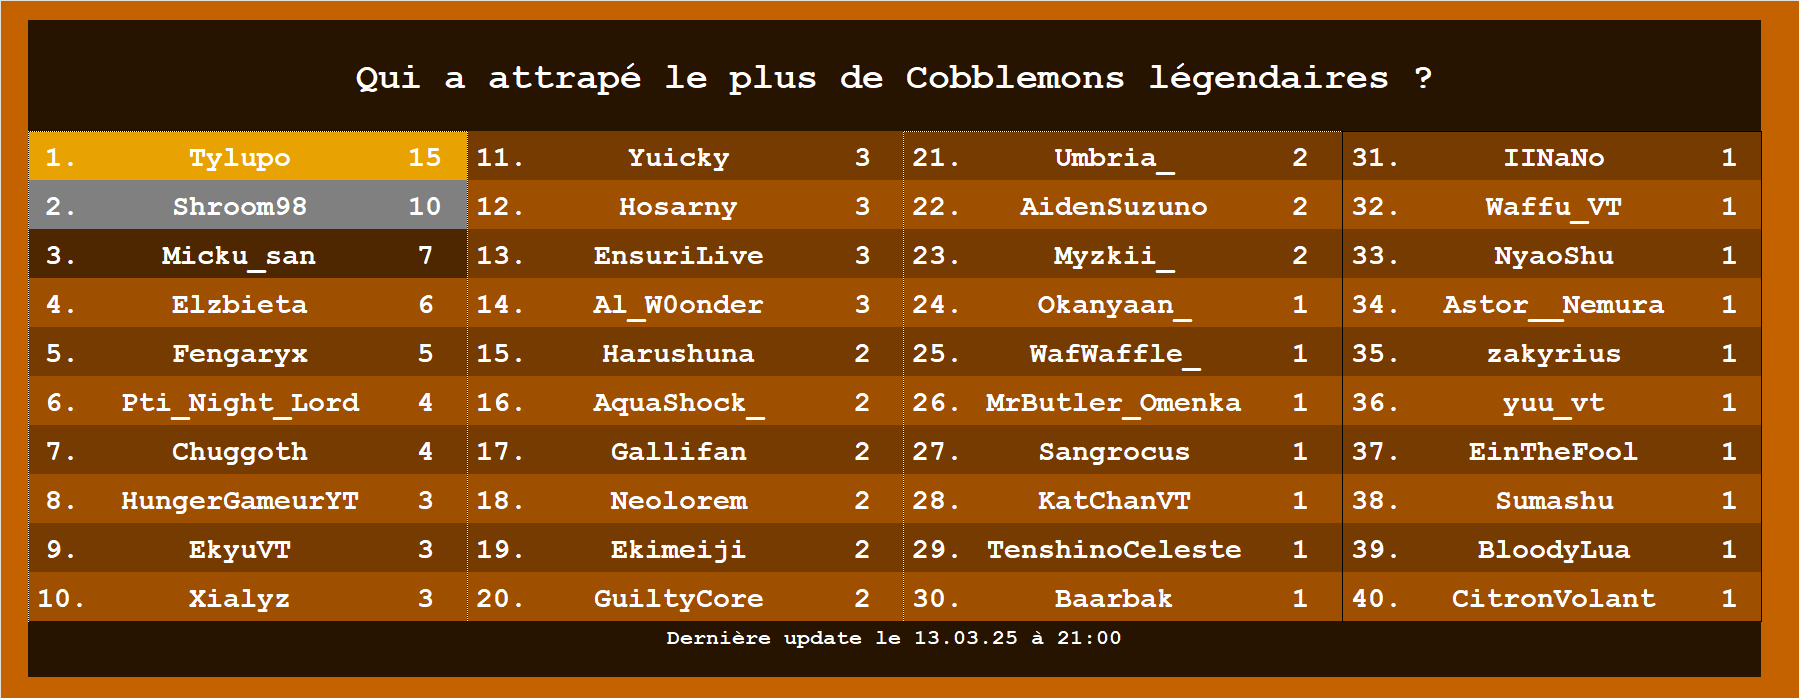 Qui a attrapé le plus de Cobblemons légendaires ?
1. Tylupo 15 11. Yuicky 3 21. Umbria_ 2 31. IINaNo 1
2. Shroom98 10 12. Hosarny 3 22. AidenSuzuno 2 32. Waffu_VT 1
3. Micku_san 7 13. EnsuriLive 3 23. Myzkii_ 2 33. NyaoShu 1
4. Elzbieta 6 14. Al_W0onder 3 24. Okanyaan_ 1 34. Astor__Nemura 1
5. Fengaryx 5 15. Harushuna 2 25. WafWaffle_ 1 35. zakyrius 1
6. Pti_Night_Lord 4 16. AquaShock_ 2 26. MrButler_Omenka 1 36. yuu_vt 1
7. Chuggoth 4 17. Gallifan 2 27. Sangrocus 1 37. EinTheFool 1
8. HungerGameurYT 3 18. Neolorem 2 28. KatChanVT 1 38. Sumashu 1
9. EkyuVT 3 19. Ekimeiji 2 29. TenshinoCeleste 1 39. BloodyLua 1
10. Xialyz 3 20. GuiltyCore 2 30. Baarbak 1 40. CitronVolant 1
Dernière update le 13.03.25 à 21:00